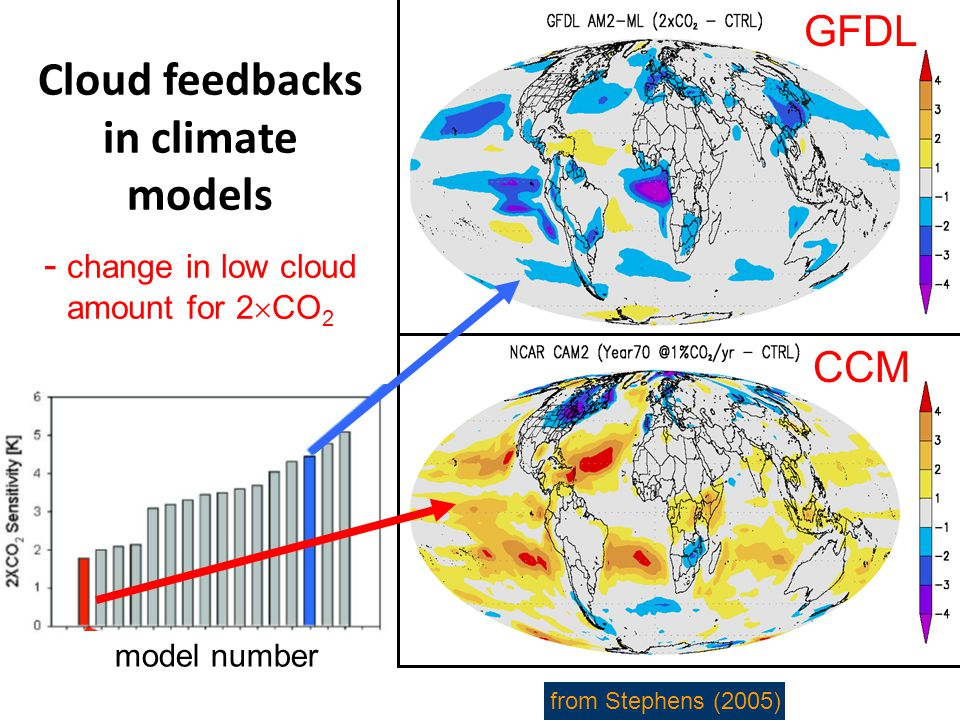 Cloud feedbacks
in climate
models
- change in low cloud
amount for 2×CO₂
6
5
4
3
2
1
0
2XCO₂ Sensitivity [K]
model number
GFDL AM2-ML (2xCO₂ - CTRL)
GFDL
4
3
2
1
-1
-2
-3
-4
NCAR CAM2 (Year70 @1%CO₂/yr - CTRL)
CCM
4
3
2
1
-1
-2
-3
-4
from Stephens (2005)